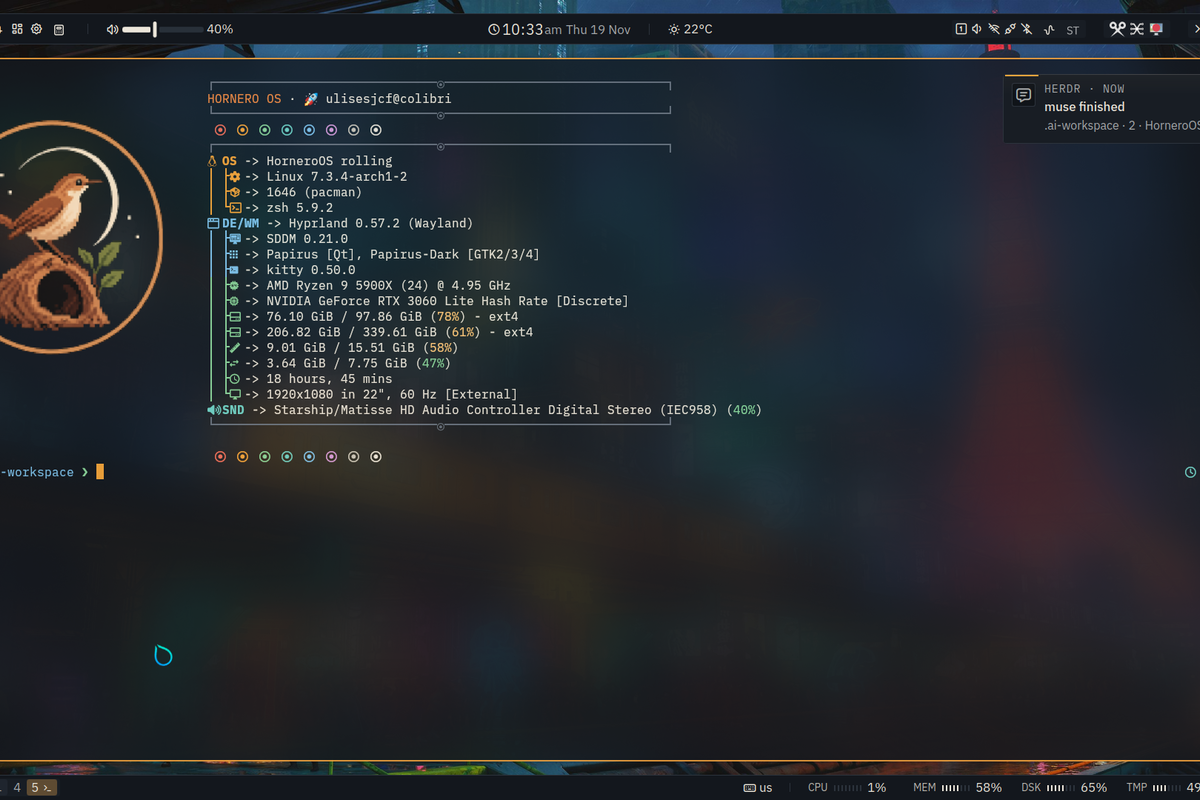 40%
10:33am Thu 19 Nov
22°C
1
ST
HORNERO OS · 🚀 ulisesjcf@colibri
HERDR · NOW
muse finished
.ai-workspace · 2 · HorneroOS
OS -> HorneroOS rolling
-> Linux 7.3.4-arch1-2
-> 1646 (pacman)
-> zsh 5.9.2
DE/WM -> Hyprland 0.57.2 (Wayland)
-> SDDM 0.21.0
-> Papirus [Qt], Papirus-Dark [GTK2/3/4]
-> kitty 0.50.0
-> AMD Ryzen 9 5900X (24) @ 4.95 GHz
-> NVIDIA GeForce RTX 3060 Lite Hash Rate [Discrete]
-> 76.10 GiB / 97.86 GiB (78%) - ext4
-> 206.82 GiB / 339.61 GiB (61%) - ext4
-> 9.01 GiB / 15.51 GiB (58%)
-> 3.64 GiB / 7.75 GiB (47%)
-> 18 hours, 45 mins
-> 1920x1080 in 22", 60 Hz [External]
SND -> Starship/Matisse HD Audio Controller Digital Stereo (IEC958) (40%)
-workspace ❯
4
5
us
CPU 1%
MEM 58%
DSK 65%
TMP